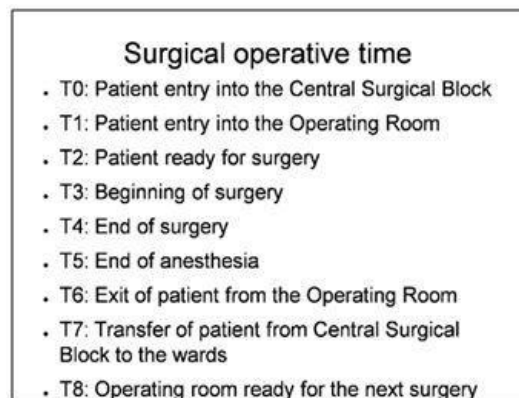 Surgical operative time
• T0: Patient entry into the Central Surgical Block
• T1: Patient entry into the Operating Room
• T2: Patient ready for surgery
• T3: Beginning of surgery
• T4: End of surgery
• T5: End of anesthesia
• T6: Exit of patient from the Operating Room
• T7: Transfer of patient from Central Surgical
Block to the wards
• T8: Operating room ready for the next surgery